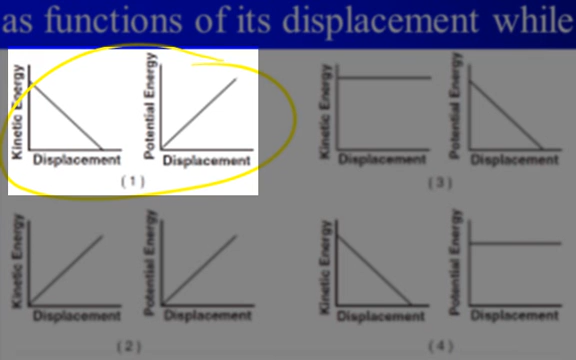 as functions of its displacement while
Kinetic Energy
Displacement
Potential Energy
Displacement
(1)
Kinetic Energy
Displacement
Potential Energy
Displacement
(3)
Kinetic Energy
Displacement
Potential Energy
Displacement
(2)
Kinetic Energy
Displacement
Potential Energy
Displacement
(4)